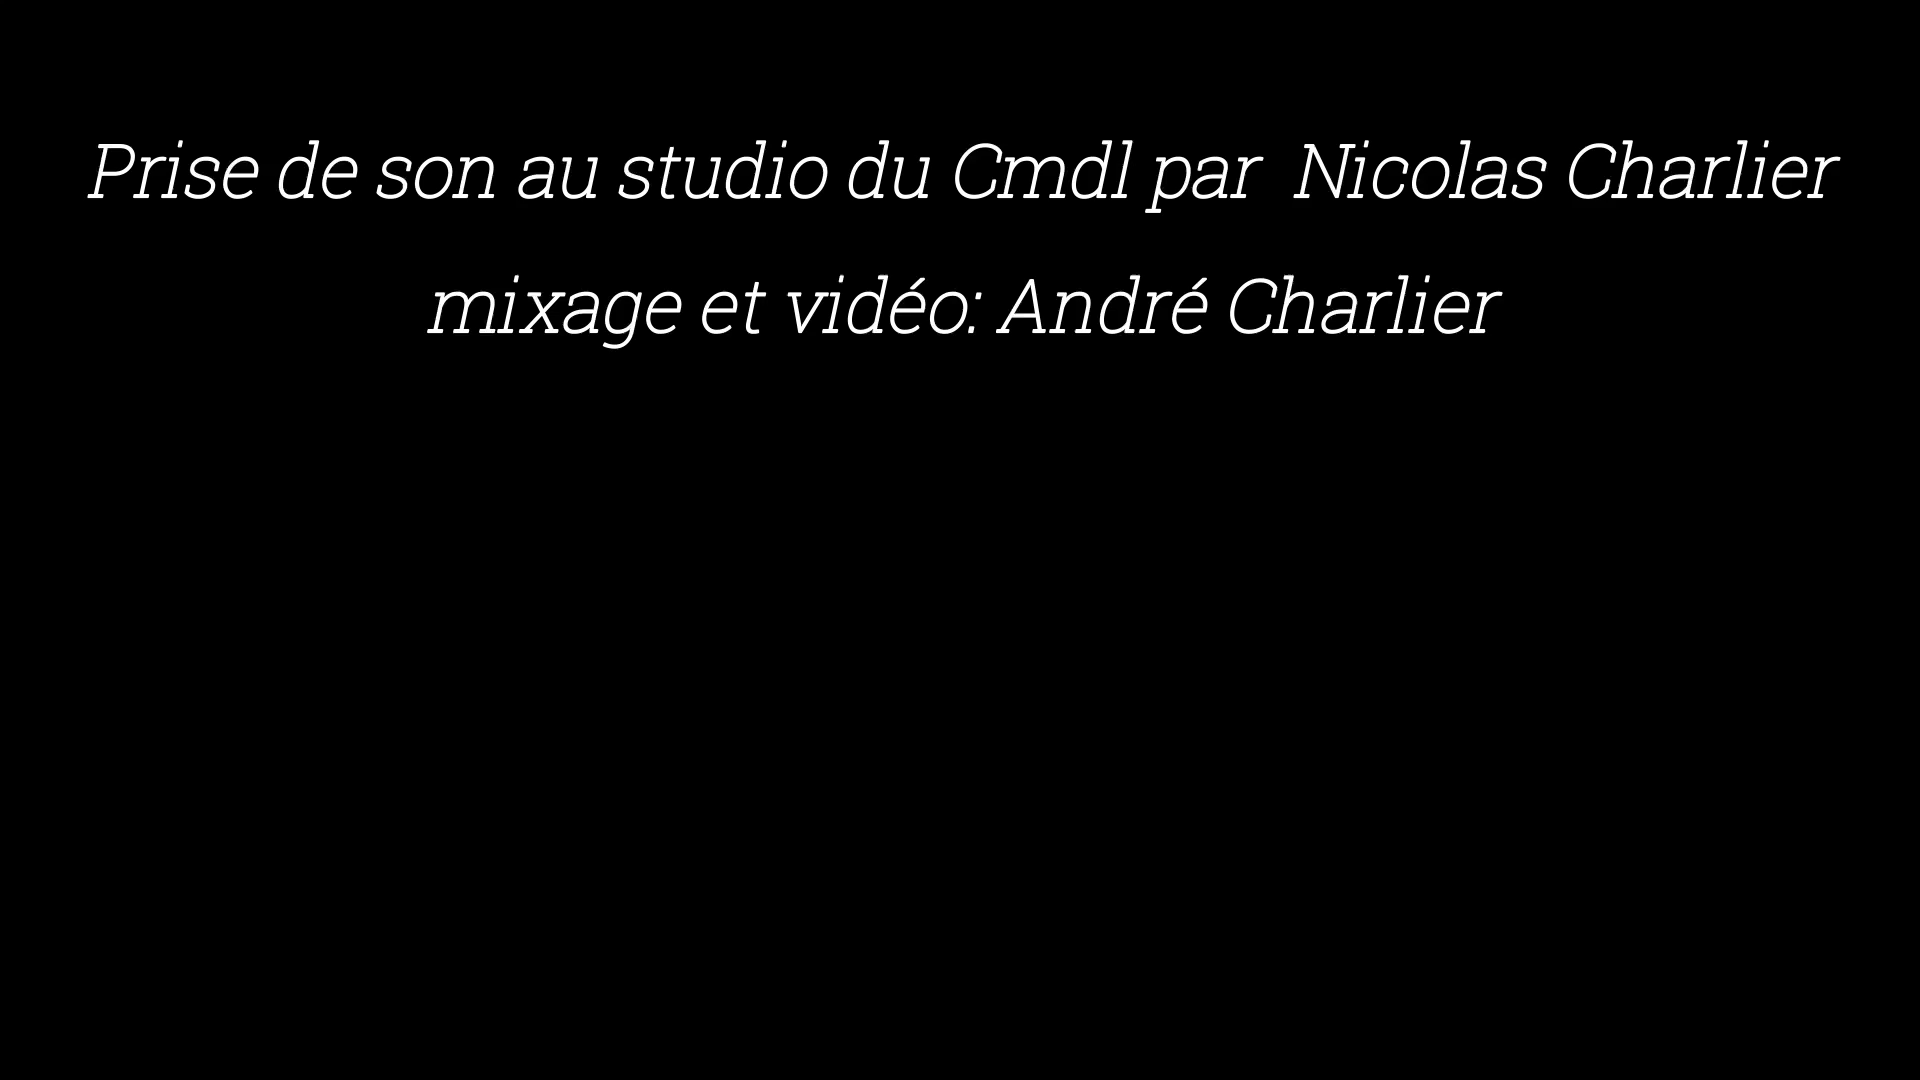 Prise de son au studio du Cmdl par  Nicolas Charlier
mixage et vidéo: André Charlier